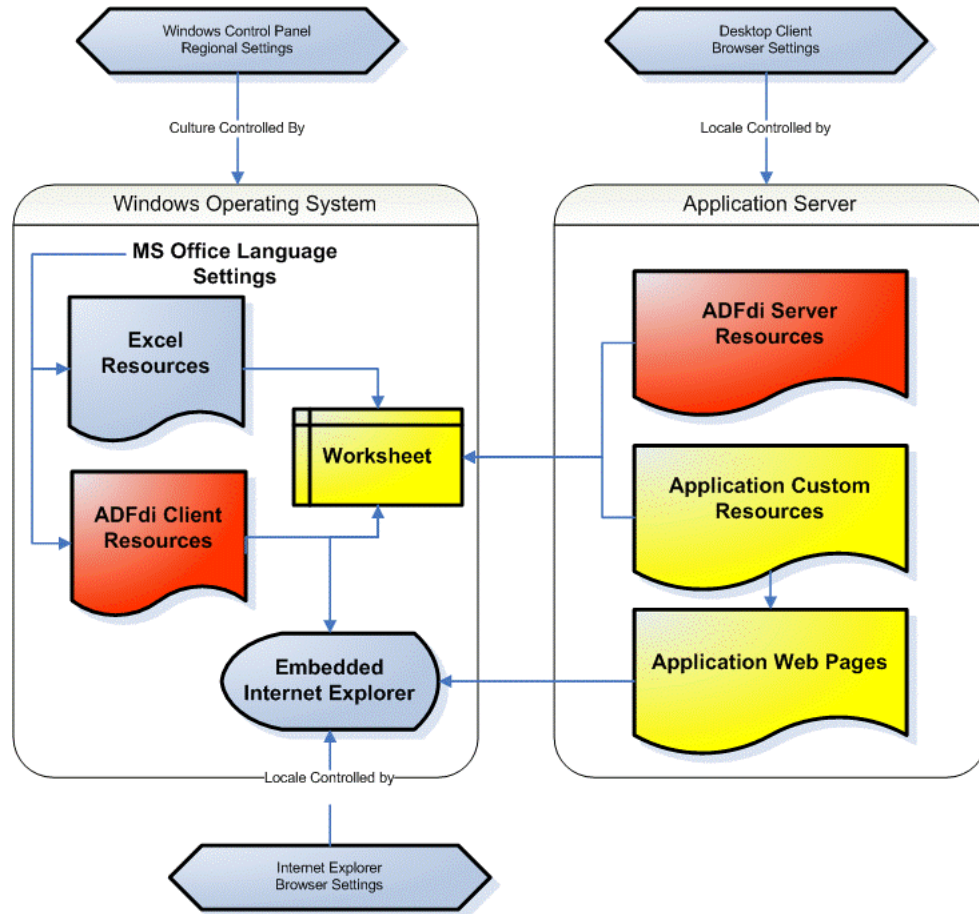 Windows Control Panel
Regional Settings
Desktop Client
Browser Settings
Culture Controlled By
Locale Controlled by
Windows Operating System
Application Server
MS Office Language
Settings
Excel
Resources
ADFdi Server
Resources
Worksheet
ADFdi Client
Resources
Application Custom
Resources
Embedded
Internet Explorer
Application Web Pages
Locale Controlled by
Internet Explorer
Browser Settings